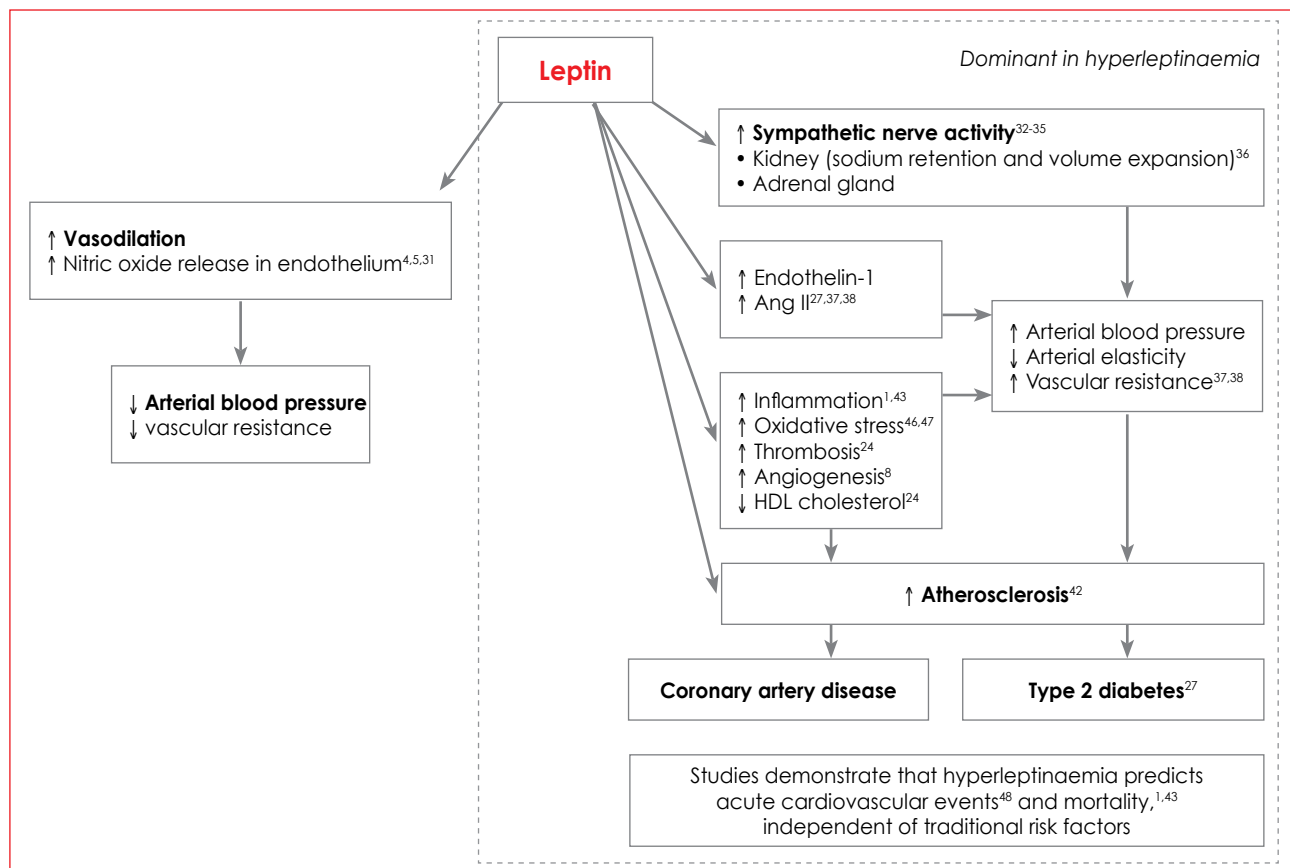 Leptin
Dominant in hyperleptinaemia
↑ Sympathetic nerve activity32-35
• Kidney (sodium retention and volume expansion)36
• Adrenal gland
↑ Vasodilation
↑ Nitric oxide release in endothelium4,5,31
↑ Endothelin-1
↑ Ang II27,37,38
↑ Arterial blood pressure
↓ Arterial elasticity
↑ Vascular resistance37,38
↓ Arterial blood pressure
↓ vascular resistance
↑ Inflammation1,43
↑ Oxidative stress46,47
↑ Thrombosis24
↑ Angiogenesis8
↓ HDL cholesterol24
↑ Atherosclerosis42
Coronary artery disease
Type 2 diabetes27
Studies demonstrate that hyperleptinaemia predicts
acute cardiovascular events48 and mortality,1,43
independent of traditional risk factors